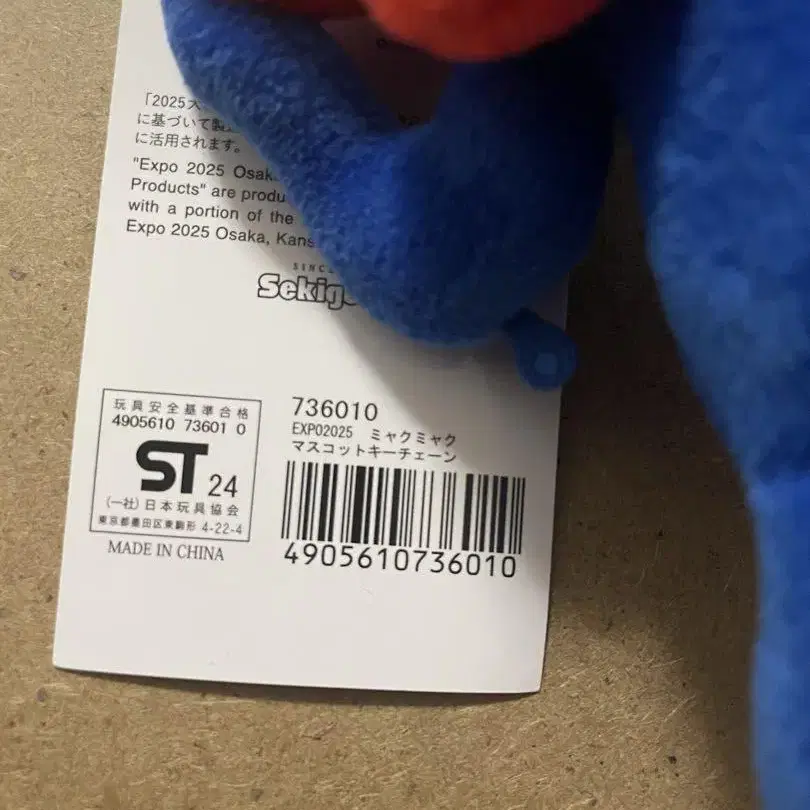 「2025大
に基づいて製
に活用されます。
"Expo 2025 Osak
Products" are produ
with a portion of the
Expo 2025 Osaka, Kans
SINC
Sekig
玩具安全基準合格
4905610 73601 0
ST 24
(一社)日本玩具協会
東京都墨田区東駒形 4-22-4
MADE IN CHINA
736010
EXPO2025 ミャクミャク
マスコットキーチェーン
4905610736010